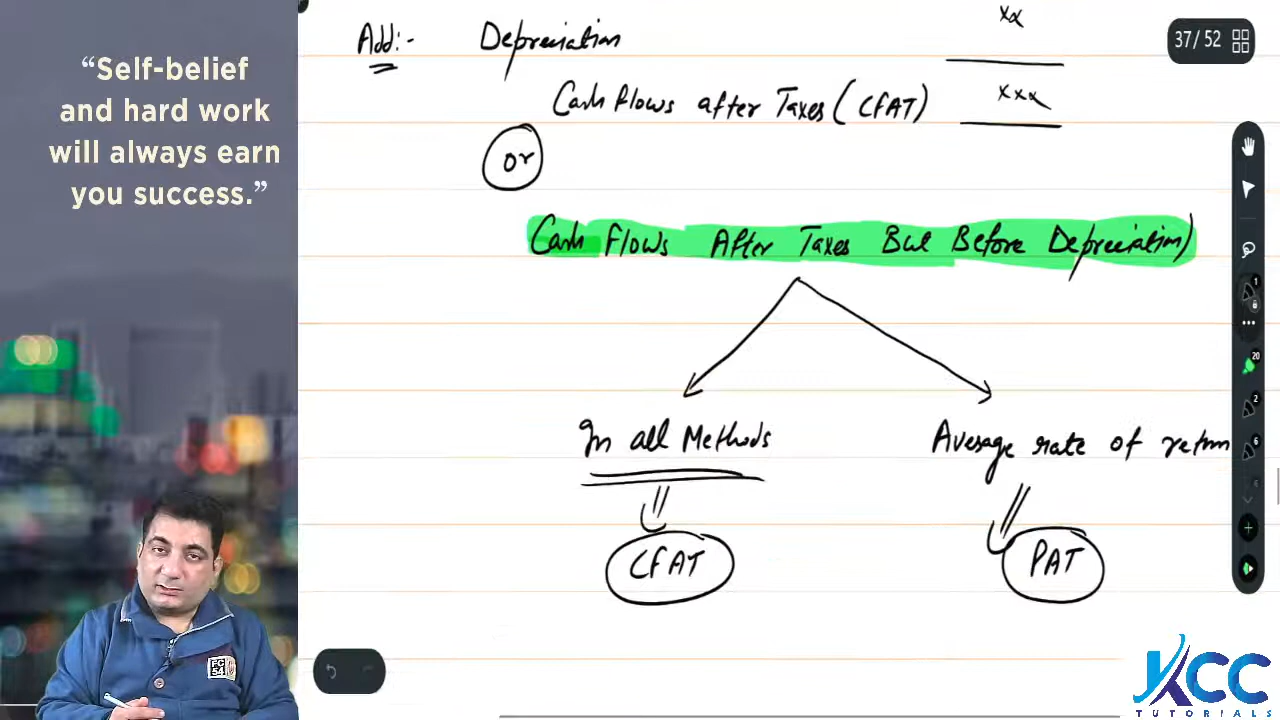 “Self-belief
and hard work
will always earn
you success.”
xx
37/52
Add:- Depreciation
Cash flows after Taxes (CFAT) xxx
or
Cash Flows After Taxes But Before Depreciation)
In all Methods
Average rate of return
CFAT
PAT
KCC
TUTORIALS